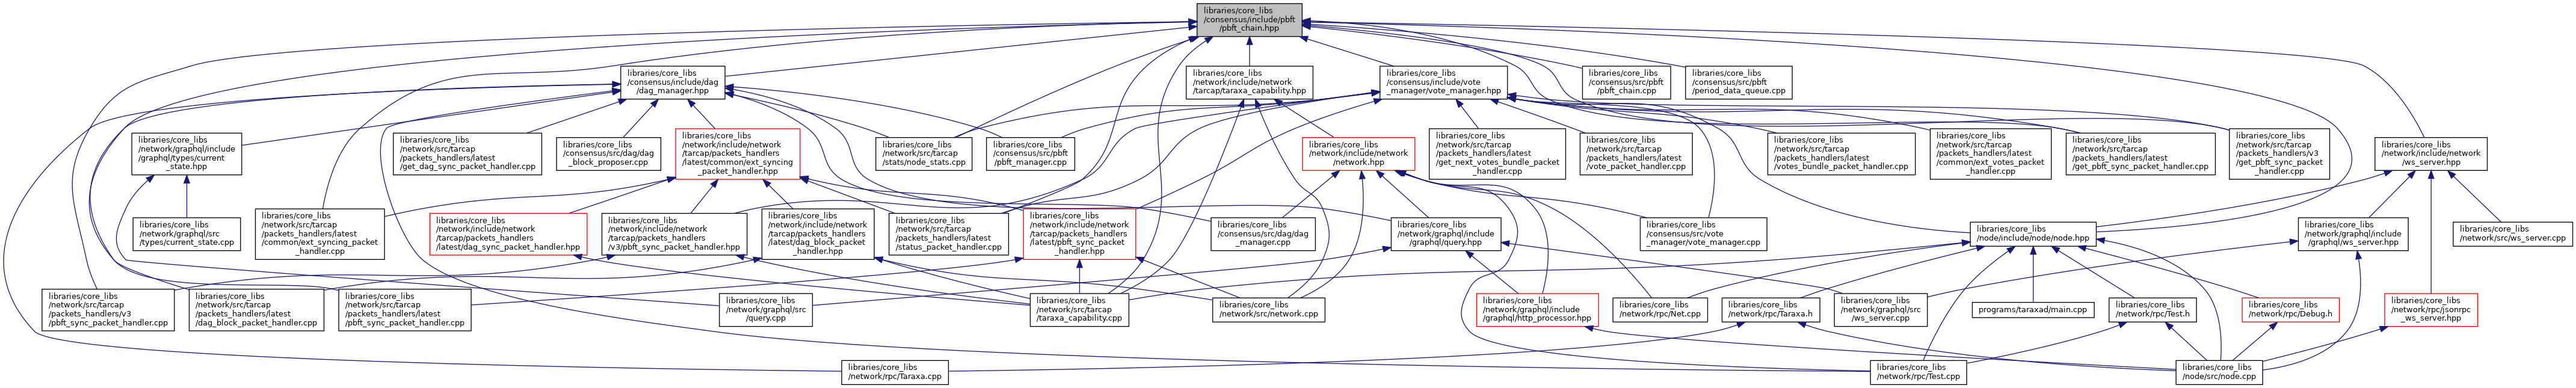 libraries/core_libs
/consensus/include/pbft
/pbft_chain.hpp
libraries/core_libs
/consensus/include/dag
/dag_manager.hpp
libraries/core_libs
/network/include/network
/tarcap/taraxa_capability.hpp
libraries/core_libs
/consensus/include/vote
_manager/vote_manager.hpp
libraries/core_libs
/consensus/src/pbft
/pbft_chain.cpp
libraries/core_libs
/consensus/src/pbft
/period_data_queue.cpp
libraries/core_libs
/network/graphql/include
/graphql/types/current
_state.hpp
libraries/core_libs
/network/src/tarcap
/packets_handlers/latest
/get_dag_sync_packet_handler.cpp
libraries/core_libs
/consensus/src/dag/dag
_block_proposer.cpp
libraries/core_libs
/network/include/network
/tarcap/packets_handlers
/latest/common/ext_syncing
_packet_handler.hpp
libraries/core_libs
/network/src/tarcap
/stats/node_stats.cpp
libraries/core_libs
/consensus/src/pbft
/pbft_manager.cpp
libraries/core_libs
/network/include/network
/network.hpp
libraries/core_libs
/network/src/tarcap
/packets_handlers/latest
/get_next_votes_bundle_packet
_handler.cpp
libraries/core_libs
/network/src/tarcap
/packets_handlers/latest
/vote_packet_handler.cpp
libraries/core_libs
/network/src/tarcap
/packets_handlers/latest
/votes_bundle_packet_handler.cpp
libraries/core_libs
/network/src/tarcap
/packets_handlers/latest
/common/ext_votes_packet
_handler.cpp
libraries/core_libs
/network/src/tarcap
/packets_handlers/latest
/get_pbft_sync_packet_handler.cpp
libraries/core_libs
/network/src/tarcap
/packets_handlers/v3
/get_pbft_sync_packet
_handler.cpp
libraries/core_libs
/network/include/network
/ws_server.hpp
libraries/core_libs
/network/graphql/src
/types/current_state.cpp
libraries/core_libs
/network/src/tarcap
/packets_handlers/latest
/common/ext_syncing_packet
_handler.cpp
libraries/core_libs
/network/include/network
/tarcap/packets_handlers
/latest/dag_sync_packet_handler.hpp
libraries/core_libs
/network/include/network
/tarcap/packets_handlers
/v3/pbft_sync_packet_handler.hpp
libraries/core_libs
/network/include/network
/tarcap/packets_handlers
/latest/dag_block_packet
_handler.hpp
libraries/core_libs
/network/src/tarcap
/packets_handlers/latest
/status_packet_handler.cpp
libraries/core_libs
/network/include/network
/tarcap/packets_handlers
/latest/pbft_sync_packet
_handler.hpp
libraries/core_libs
/consensus/src/dag/dag
_manager.cpp
libraries/core_libs
/network/graphql/include
/graphql/query.hpp
libraries/core_libs
/consensus/src/vote
_manager/vote_manager.cpp
libraries/core_libs
/node/include/node/node.hpp
libraries/core_libs
/network/graphql/include
/graphql/ws_server.hpp
libraries/core_libs
/network/src/ws_server.cpp
libraries/core_libs
/network/src/tarcap
/packets_handlers/v3
/pbft_sync_packet_handler.cpp
libraries/core_libs
/network/src/tarcap
/packets_handlers/latest
/dag_block_packet_handler.cpp
libraries/core_libs
/network/src/tarcap
/packets_handlers/latest
/pbft_sync_packet_handler.cpp
libraries/core_libs
/network/graphql/src
/query.cpp
libraries/core_libs
/network/src/tarcap
/taraxa_capability.cpp
libraries/core_libs
/network/src/network.cpp
libraries/core_libs
/network/graphql/include
/graphql/http_processor.hpp
libraries/core_libs
/network/rpc/Net.cpp
libraries/core_libs
/network/rpc/Taraxa.h
libraries/core_libs
/network/graphql/src
/ws_server.cpp
programs/taraxad/main.cpp
libraries/core_libs
/network/rpc/Test.h
libraries/core_libs
/network/rpc/Debug.h
libraries/core_libs
/network/rpc/jsonrpc
_ws_server.hpp
libraries/core_libs
/network/rpc/Taraxa.cpp
libraries/core_libs
/network/rpc/Test.cpp
libraries/core_libs
/node/src/node.cpp